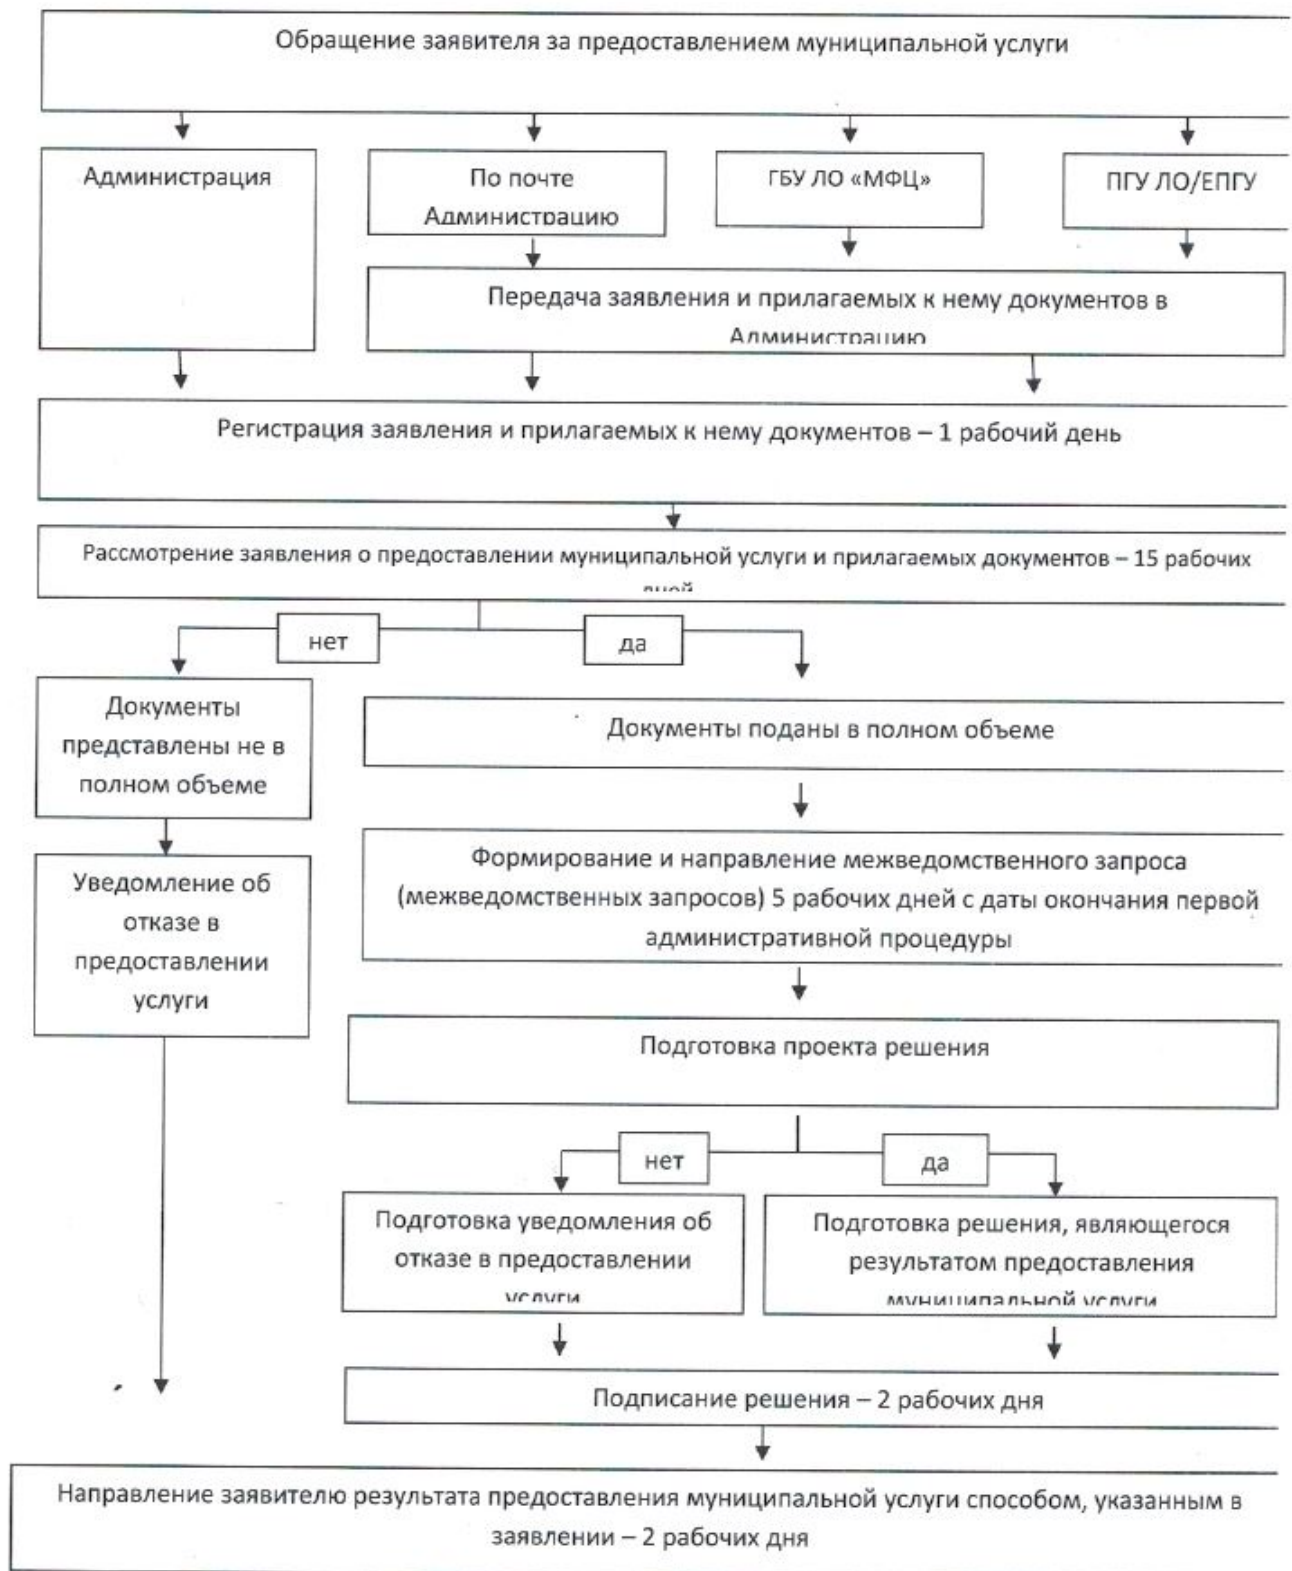 Обращение заявителя за предоставлением муниципальной услуги
Администрация
По почте
Администрацию
ГБУ ЛО «МФЦ»
ПГУ ЛО/ЕПГУ
Передача заявления и прилагаемых к нему документов в
Администрацию
Регистрация заявления и прилагаемых к нему документов – 1 рабочий день
Рассмотрение заявления о предоставлении муниципальной услуги и прилагаемых документов – 15 рабочих
дней
нет
да
Документы
представлены не в
полном объеме
Документы поданы в полном объеме
Уведомление об
отказе в
предоставлении
услуги
Формирование и направление межведомственного запроса
(межведомственных запросов) 5 рабочих дней с даты окончания первой
административной процедуры
Подготовка проекта решения
нет
да
Подготовка уведомления об
отказе в предоставлении
услуги
Подготовка решения, являющегося
результатом предоставления
муниципальной услуги
Подписание решения – 2 рабочих дня
Направление заявителю результата предоставления муниципальной услуги способом, указанным в
заявлении – 2 рабочих дня